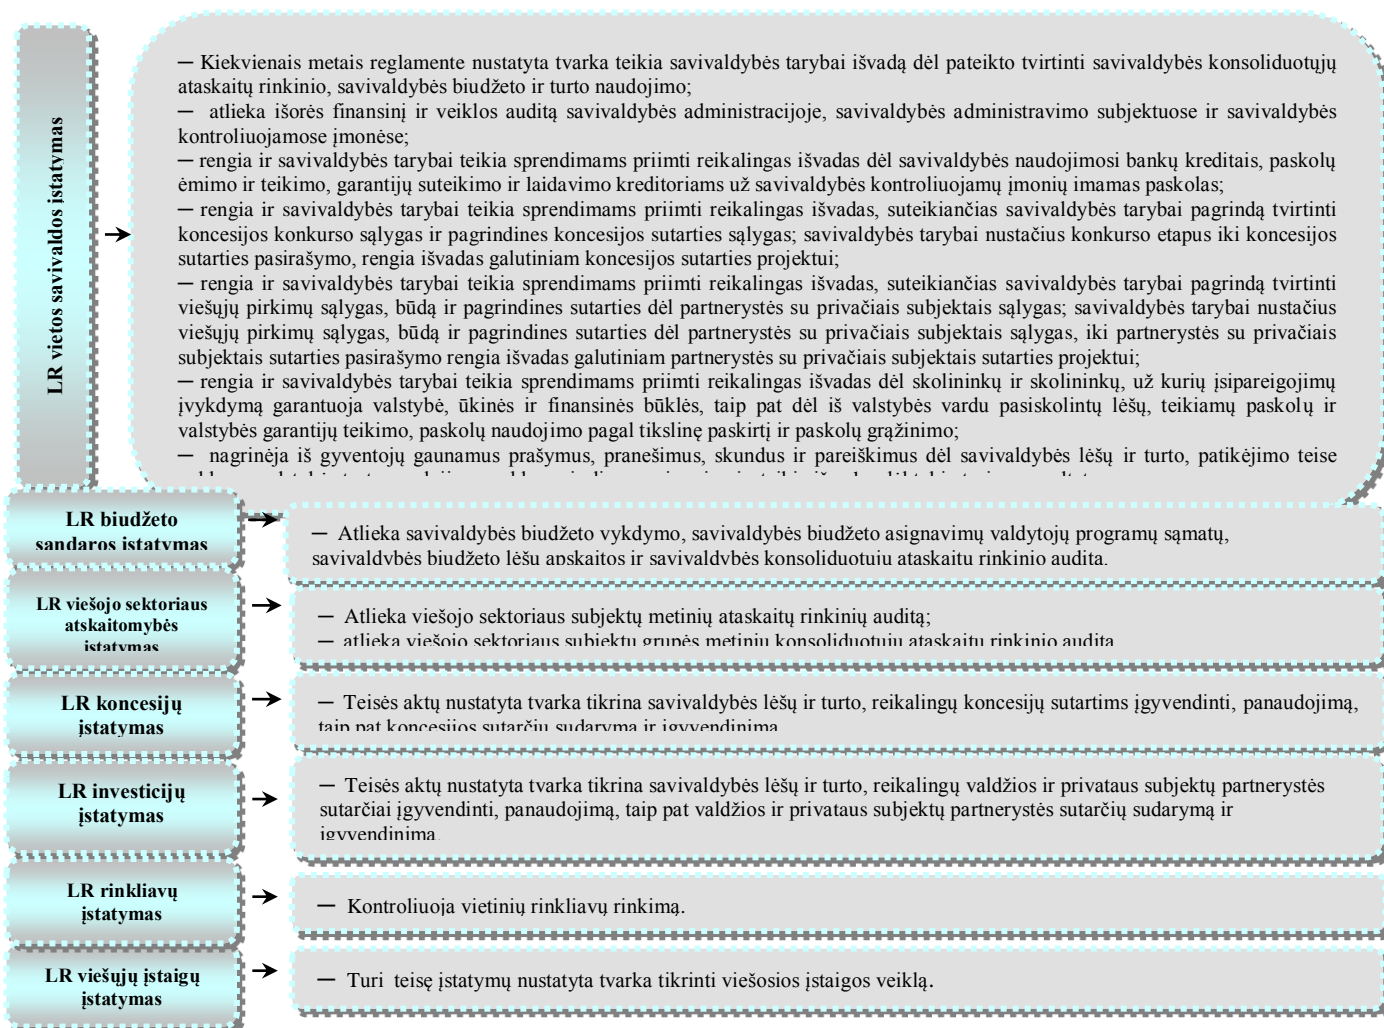 LR vietos savivaldos įstatymas
─ Kiekvienais metais reglamente nustatyta tvarka teikia savivaldybės tarybai išvadą dėl pateikto tvirtinti savivaldybės konsoliduotųjų
ataskaitų rinkinio, savivaldybės biudžeto ir turto naudojimo;
─ atlieka išorės finansinį ir veiklos auditą savivaldybės administracijoje, savivaldybės administravimo subjektuose ir savivaldybės
kontroliuojamose įmonėse;
─ rengia ir savivaldybės tarybai teikia sprendimams priimti reikalingas išvadas dėl savivaldybės naudojimosi bankų kreditais, paskolų
ėmimo ir teikimo, garantijų suteikimo ir laidavimo kreditoriams už savivaldybės kontroliuojamų įmonių imamas paskolas;
─ rengia ir savivaldybės tarybai teikia sprendimams priimti reikalingas išvadas, suteikiančias savivaldybės tarybai pagrindą tvirtinti
koncesijos konkurso sąlygas ir pagrindines koncesijos sutarties sąlygas; savivaldybės tarybai nustačius konkurso etapus iki koncesijos
sutarties pasirašymo, rengia išvadas galutiniam koncesijos sutarties projektui;
─ rengia ir savivaldybės tarybai teikia sprendimams priimti reikalingas išvadas, suteikiančias savivaldybės tarybai pagrindą tvirtinti
viešųjų pirkimų sąlygas, būdą ir pagrindines sutarties dėl partnerystės su privačiais subjektais sąlygas; savivaldybės tarybai nustačius
viešųjų pirkimų sąlygas, būdą ir pagrindines sutarties dėl partnerystės su privačiais subjektais sąlygas, iki partnerystės su privačiais
subjektais sutarties pasirašymo rengia išvadas galutiniam partnerystės su privačiais subjektais sutarties projektui;
─ rengia ir savivaldybės tarybai teikia sprendimams priimti reikalingas išvadas dėl skolininkų ir skolininkų, už kurių įsipareigojimų
įvykdymą garantuoja valstybė, ūkinės ir finansinės būklės, taip pat dėl iš valstybės vardu pasiskolintų lėšų, teikiamų paskolų ir
valstybės garantijų teikimo, paskolų naudojimo pagal tikslinę paskirtį ir paskolų grąžinimo;
─ nagrinėja iš gyventojų gaunamus prašymus, pranešimus, skundus ir pareiškimus dėl savivaldybės lėšų ir turto, patikėjimo teise
LR biudžeto
sandaros įstatymas
─ Atlieka savivaldybės biudžeto vykdymo, savivaldybės biudžeto asignavimų valdytojų programų sąmatų,
savivaldybės biudžeto lėšų apskaitos ir savivaldybės konsoliduotųjų ataskaitų rinkinio auditą.
LR viešojo sektoriaus
atskaitomybės
įstatymas
─ Atlieka viešojo sektoriaus subjektų metinių ataskaitų rinkinių auditą;
─ atlieka viešojo sektoriaus subjektų grupės metinių konsoliduotųjų ataskaitų rinkinio auditą
LR koncesijų
įstatymas
─ Teisės aktų nustatyta tvarka tikrina savivaldybės lėšų ir turto, reikalingų koncesijų sutartims įgyvendinti, panaudojimą,
taip pat koncesijos sutarčių sudarymą ir įgyvendinimą
LR investicijų
įstatymas
─ Teisės aktų nustatyta tvarka tikrina savivaldybės lėšų ir turto, reikalingų valdžios ir privataus subjektų partnerystės
sutarčiai įgyvendinti, panaudojimą, taip pat valdžios ir privataus subjektų partnerystės sutarčių sudarymą ir
įgyvendinimą.
LR rinkliavų
įstatymas
─ Kontroliuoja vietinių rinkliavų rinkimą.
LR viešųjų įstaigų
įstatymas
─ Turi teisę įstatymų nustatyta tvarka tikrinti viešosios įstaigos veiklą.